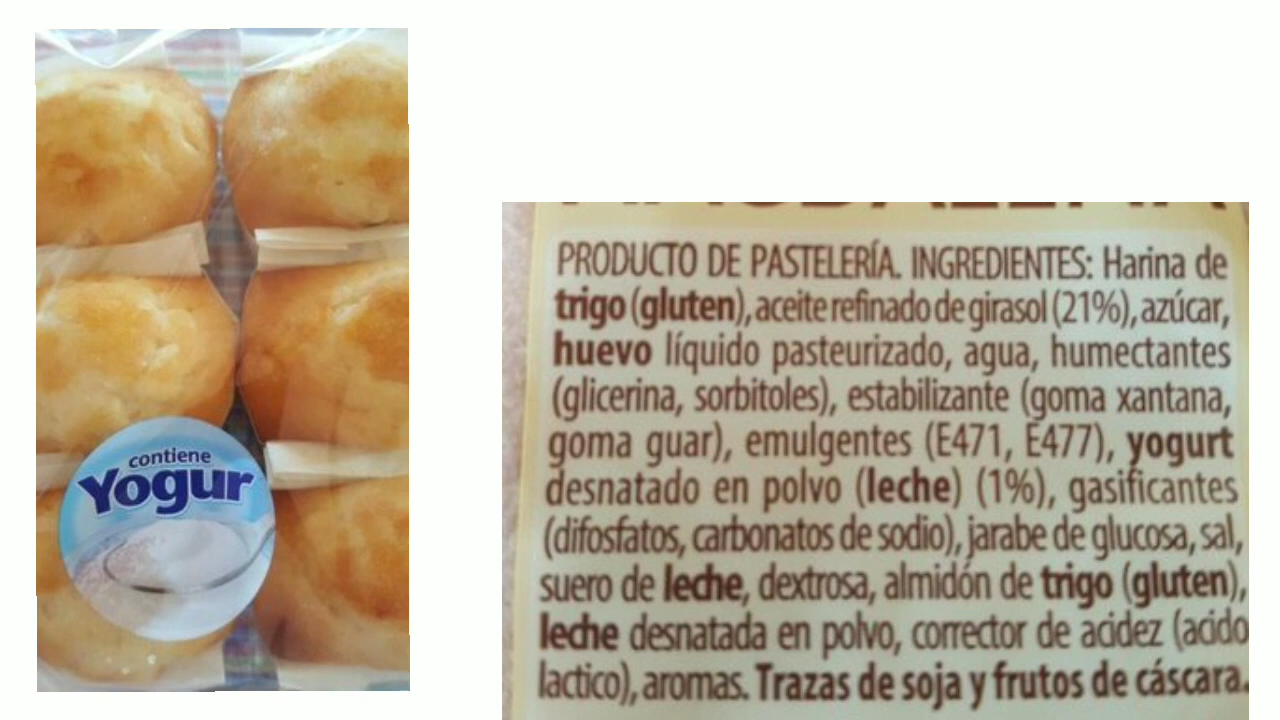 contiene
Yogur
PRODUCTO DE PASTELERÍA. INGREDIENTES: Harina de
trigo (gluten), aceite refinado de girasol (21%), azúcar,
huevo líquido pasteurizado, agua, humectantes
(glicerina, sorbitoles), estabilizante (goma xantana,
goma guar), emulgentes (E471, E477), yogurt
desnatado en polvo (leche) (1%), gasificantes
(difosfatos, carbonatos de sodio), jarabe de glucosa, sal,
suero de leche, dextrosa, almidón de trigo (gluten),
leche desnatada en polvo, corrector de acidez (acido
lactico), aromas. Trazas de soja y frutos de cáscara.